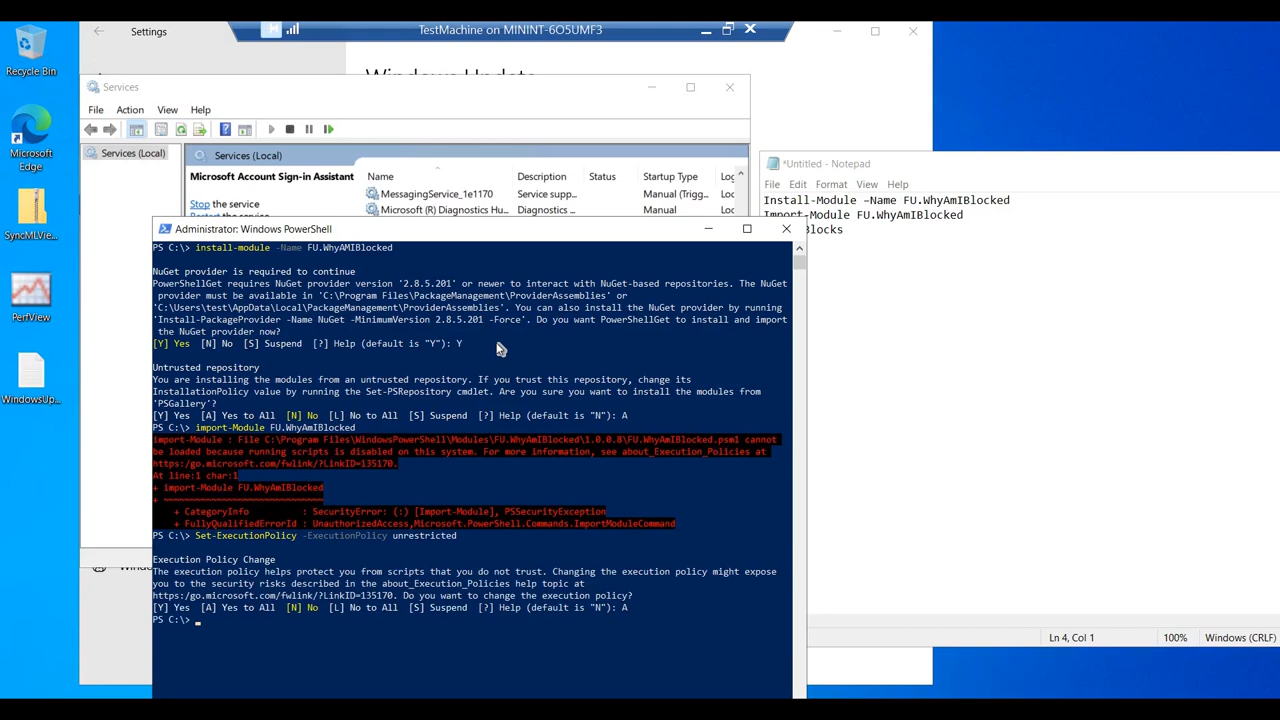 TestMachine on MININT-6O5UMF3
Settings
Recycle Bin
Microsoft
Edge
SyncMLVie...
PerfView
WindowsUp...
Windows Update
Services
File Action View Help
Services (Local)
Services (Local)
Microsoft Account Sign-in Assistant
Stop the service
Restart the service
Name Description Status Startup Type Log
MessagingService_1e1170 Service supp... Manual (Trigg... Loc
Microsoft (R) Diagnostics Hu... Diagnostics ... Manual Loc
*Untitled - Notepad
File Edit Format View Help
Install-Module –Name FU.WhyAmIBlocked
Import-Module FU.WhyAmIBlocked
locks
Ln 4, Col 1 100% Windows (CRLF)
Administrator: Windows PowerShell
PS C:\> install-module -Name FU.WhyAMIBlocked
NuGet provider is required to continue
PowerShellGet requires NuGet provider version '2.8.5.201' or newer to interact with NuGet-based repositories. The NuGet
provider must be available in 'C:\Program Files\PackageManagement\ProviderAssemblies' or
'C:\Users\test\AppData\Local\PackageManagement\ProviderAssemblies'. You can also install the NuGet provider by running
'Install-PackageProvider -Name NuGet -MinimumVersion 2.8.5.201 -Force'. Do you want PowerShellGet to install and import
the NuGet provider now?
[Y] Yes [N] No [S] Suspend [?] Help (default is "Y"): Y
Untrusted repository
You are installing the modules from an untrusted repository. If you trust this repository, change its
InstallationPolicy value by running the Set-PSRepository cmdlet. Are you sure you want to install the modules from
'PSGallery'?
[Y] Yes [A] Yes to All [N] No [L] No to All [S] Suspend [?] Help (default is "N"): A
PS C:\> import-Module FU.WhyAmIBlocked
import-Module : File C:\Program Files\WindowsPowerShell\Modules\FU.WhyAmIBlocked\1.0.0.8\FU.WhyAmIBlocked.psm1 cannot
be loaded because running scripts is disabled on this system. For more information, see about_Execution_Policies at
https:/go.microsoft.com/fwlink/?LinkID=135170.
At line:1 char:1
+ import-Module FU.WhyAmIBlocked
+ ~~~~~~~~~~~~~~~~~~~~~~~~~~~~~~
+ CategoryInfo : SecurityError: (:) [Import-Module], PSSecurityException
+ FullyQualifiedErrorId : UnauthorizedAccess,Microsoft.PowerShell.Commands.ImportModuleCommand
PS C:\> Set-ExecutionPolicy -ExecutionPolicy unrestricted
Execution Policy Change
The execution policy helps protect you from scripts that you do not trust. Changing the execution policy might expose
you to the security risks described in the about_Execution_Policies help topic at
https:/go.microsoft.com/fwlink/?LinkID=135170. Do you want to change the execution policy?
[Y] Yes [A] Yes to All [N] No [L] No to All [S] Suspend [?] Help (default is "N"): A
PS C:\> _